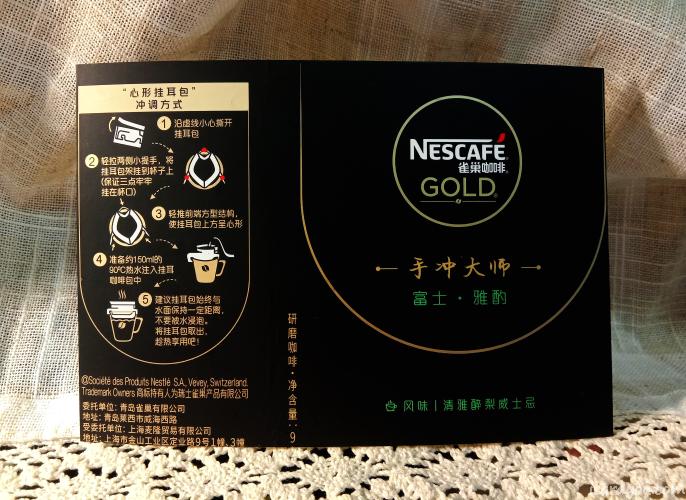 “心形挂耳包”
冲调方式
1 沿虚线小心撕开
挂耳包
2 轻拉两侧小提手，将
挂耳包架挂到杯子上
(保证三点牢牢
挂在杯口)
3 轻推前端方型结构，
使挂耳包上方呈心形
4 准备约150ml的
90℃热水注入挂耳
咖啡包中
5 建议挂耳包始终与
水面保持一定距离，
不要被水浸泡。
将挂耳包取出，
趁热享用吧!
@Société des Produits Nestlé S.A., Vevey, Switzerland.
Trademark Owners 商标持有人为瑞士雀巢产品有限公司
委托单位: 青岛雀巢有限公司
地址: 青岛莱西市威海西路
受委托单位: 上海麦隆贸易有限公司
地址: 上海市金山工业区定业路9号1幢、3幢
研磨咖啡·净含量: 9
NESCAFÉ
雀巢咖啡
GOLD
手冲大师
富士·雅酌
风味 | 清雅醉梨威士忌